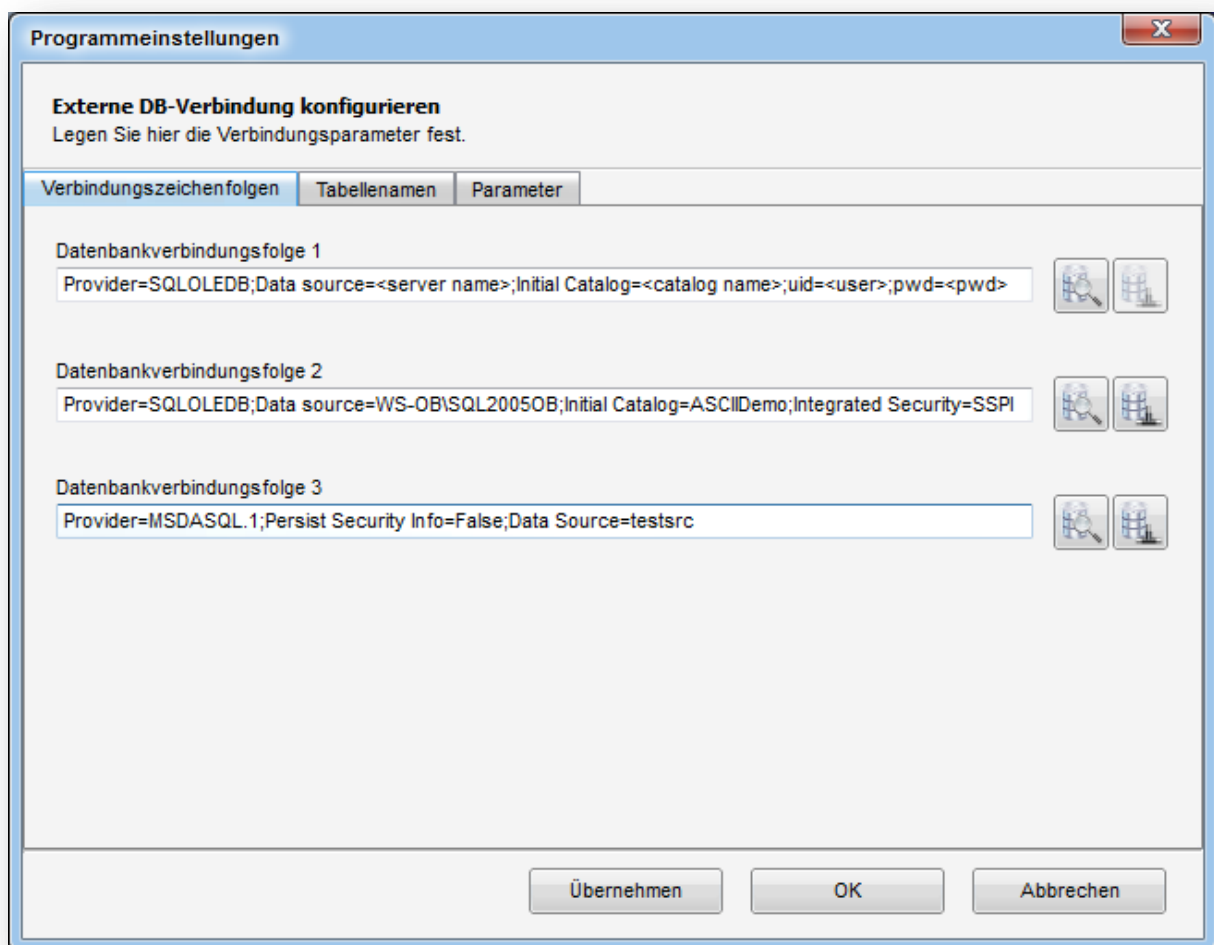 Programmeinstellungen
Externe DB-Verbindung konfigurieren
Legen Sie hier die Verbindungsparameter fest.
Verbindungszeichenfolgen Tabellenamen Parameter
Datenbankverbindungsfolge 1
Provider=SQLOLEDB;Data source=<server name>;Initial Catalog=<catalog name>;uid=<user>;pwd=<pwd>
Datenbankverbindungsfolge 2
Provider=SQLOLEDB;Data source=WS-OB\SQL2005OB;Initial Catalog=ASCIIDemo;Integrated Security=SSPI
Datenbankverbindungsfolge 3
Provider=MSDASQL.1;Persist Security Info=False;Data Source=testsrc
Übernehmen OK Abbrechen